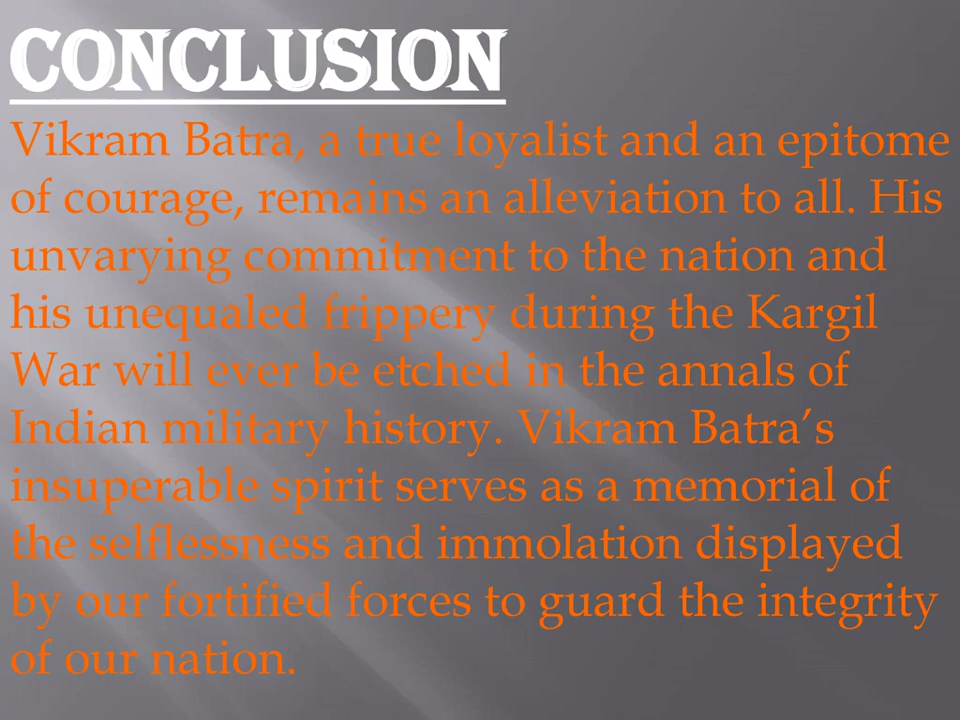 CONCLUSION
Vikram Batra, a true loyalist and an epitome
of courage, remains an alleviation to all. His
unvarying commitment to the nation and
his unequaled frippery during the Kargil
War will ever be etched in the annals of
Indian military history. Vikram Batra’s
insuperable spirit serves as a memorial of
the selflessness and immolation displayed
by our fortified forces to guard the integrity
of our nation.